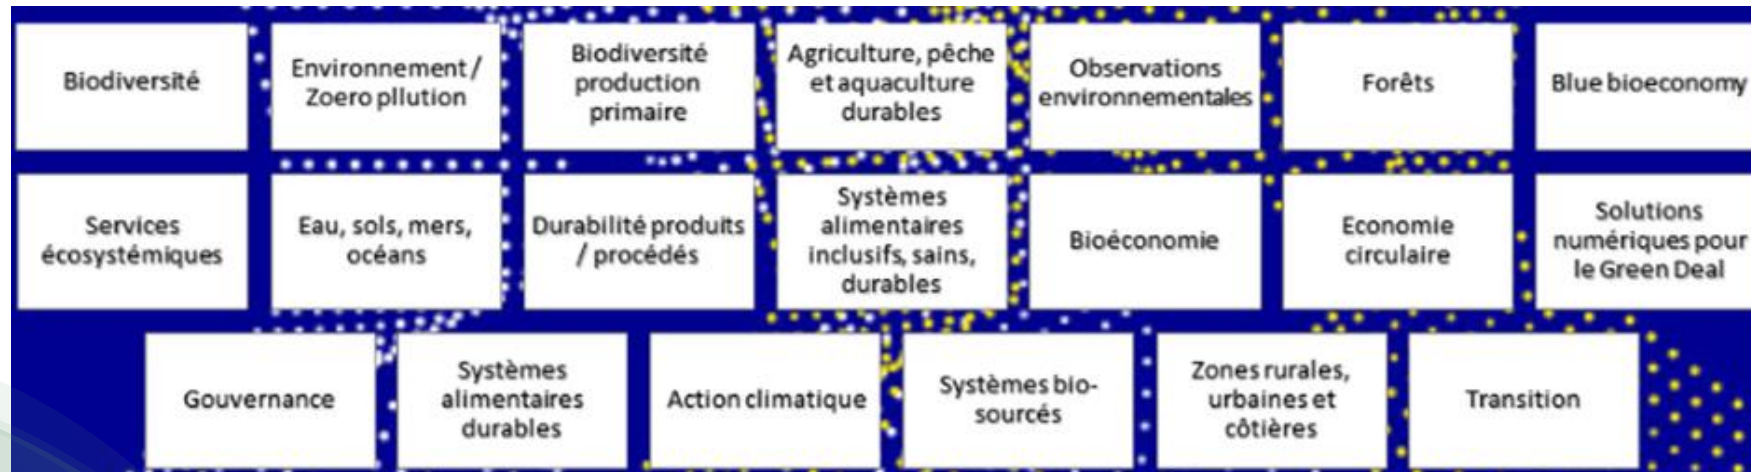 Biodiversité
Environnement /
Zoero pllution
Biodiversité
production
primaire
Agriculture, pêche
et aquaculture
durables
Observations
environnementales
Forêts
Blue bioeconomy
Services
écosystémiques
Eau, sols, mers,
océans
Durabilité produits
/ procédés
Systèmes
alimentaires
inclusifs, sains,
durables
Bioéconomie
Economie
circulaire
Solutions
numériques pour
le Green Deal
Gouvernance
Systèmes
alimentaires
durables
Action climatique
Systèmes bio-
sourcés
Zones rurales,
urbaines et
côtières
Transition